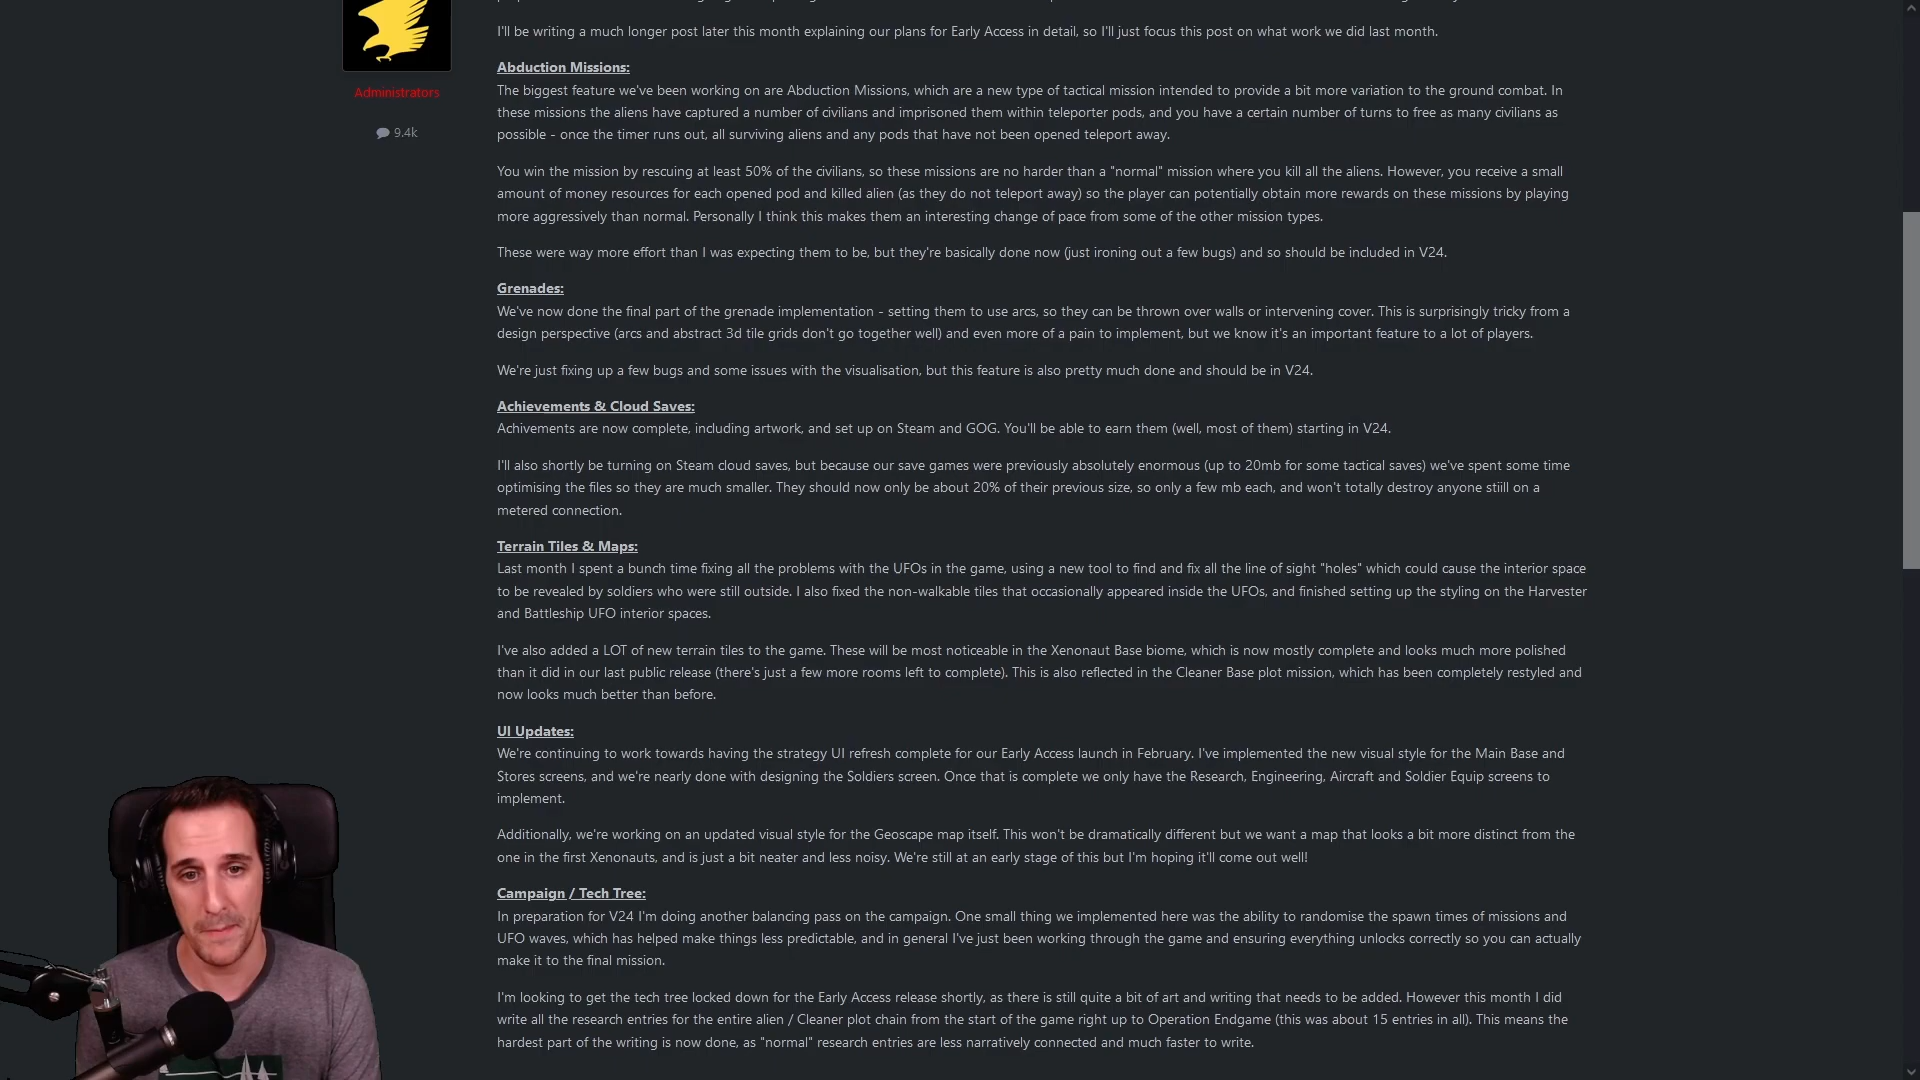 I'll be writing a much longer post later this month explaining our plans for Early Access in detail, so I'll just focus this post on what work we did last month.
Administrators
9.4k
Abduction Missions:
The biggest feature we've been working on are Abduction Missions, which are a new type of tactical mission intended to provide a bit more variation to the ground combat. In
these missions the aliens have captured a number of civilians and imprisoned them within teleporter pods, and you have a certain number of turns to free as many civilians as
possible - once the timer runs out, all surviving aliens and any pods that have not been opened teleport away.
You win the mission by rescuing at least 50% of the civilians, so these missions are no harder than a "normal" mission where you kill all the aliens. However, you receive a small
amount of money resources for each opened pod and killed alien (as they do not teleport away) so the player can potentially obtain more rewards on these missions by playing
more aggressively than normal. Personally I think this makes them an interesting change of pace from some of the other mission types.
These were way more effort than I was expecting them to be, but they're basically done now (just ironing out a few bugs) and so should be included in V24.
Grenades:
We've now done the final part of the grenade implementation - setting them to use arcs, so they can be thrown over walls or intervening cover. This is surprisingly tricky from a
design perspective (arcs and abstract 3d tile grids don't go together well) and even more of a pain to implement, but we know it's an important feature to a lot of players.
We're just fixing up a few bugs and some issues with the visualisation, but this feature is also pretty much done and should be in V24.
Achievements & Cloud Saves:
Achivements are now complete, including artwork, and set up on Steam and GOG. You'll be able to earn them (well, most of them) starting in V24.
I'll also shortly be turning on Steam cloud saves, but because our save games were previously absolutely enormous (up to 20mb for some tactical saves) we've spent some time
optimising the files so they are much smaller. They should now only be about 20% of their previous size, so only a few mb each, and won't totally destroy anyone stiill on a
metered connection.
Terrain Tiles & Maps:
Last month I spent a bunch time fixing all the problems with the UFOs in the game, using a new tool to find and fix all the line of sight "holes" which could cause the interior space
to be revealed by soldiers who were still outside. I also fixed the non-walkable tiles that occasionally appeared inside the UFOs, and finished setting up the styling on the Harvester
and Battleship UFO interior spaces.
I've also added a LOT of new terrain tiles to the game. These will be most noticeable in the Xenonaut Base biome, which is now mostly complete and looks much more polished
than it did in our last public release (there's just a few more rooms left to complete). This is also reflected in the Cleaner Base plot mission, which has been completely restyled and
now looks much better than before.
UI Updates:
We're continuing to work towards having the strategy UI refresh complete for our Early Access launch in February. I've implemented the new visual style for the Main Base and
Stores screens, and we're nearly done with designing the Soldiers screen. Once that is complete we only have the Research, Engineering, Aircraft and Soldier Equip screens to
implement.
Additionally, we're working on an updated visual style for the Geoscape map itself. This won't be dramatically different but we want a map that looks a bit more distinct from the
one in the first Xenonauts, and is just a bit neater and less noisy. We're still at an early stage of this but I'm hoping it'll come out well!
Campaign / Tech Tree:
In preparation for V24 I'm doing another balancing pass on the campaign. One small thing we implemented here was the ability to randomise the spawn times of missions and
UFO waves, which has helped make things less predictable, and in general I've just been working through the game and ensuring everything unlocks correctly so you can actually
make it to the final mission.
I'm looking to get the tech tree locked down for the Early Access release shortly, as there is still quite a bit of art and writing that needs to be added. However this month I did
write all the research entries for the entire alien / Cleaner plot chain from the start of the game right up to Operation Endgame (this was about 15 entries in all). This means the
hardest part of the writing is now done, as "normal" research entries are less narratively connected and much faster to write.